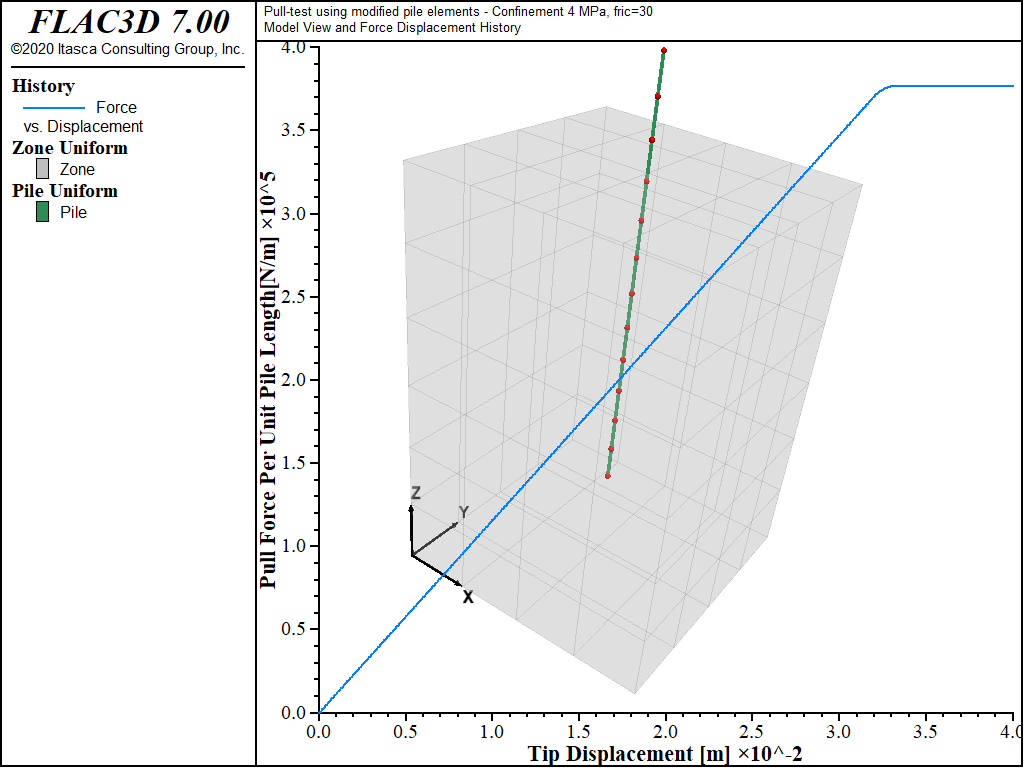 FLAC3D 7.00
©2020 Itasca Consulting Group, Inc.
History
Force
vs. Displacement
Zone Uniform
Zone
Pile Uniform
Pile
Pull-test using modified pile elements - Confinement 4 MPa, fric=30
Model View and Force Displacement History
Pull Force Per Unit Pile Length[N/m] ×10^5
4.0
3.5
3.0
2.5
2.0
1.5
1.0
0.5
0.0
Z
Y
X
0.0 0.5 1.0 1.5 2.0 2.5 3.0 3.5 4.0
Tip Displacement [m] ×10^-2